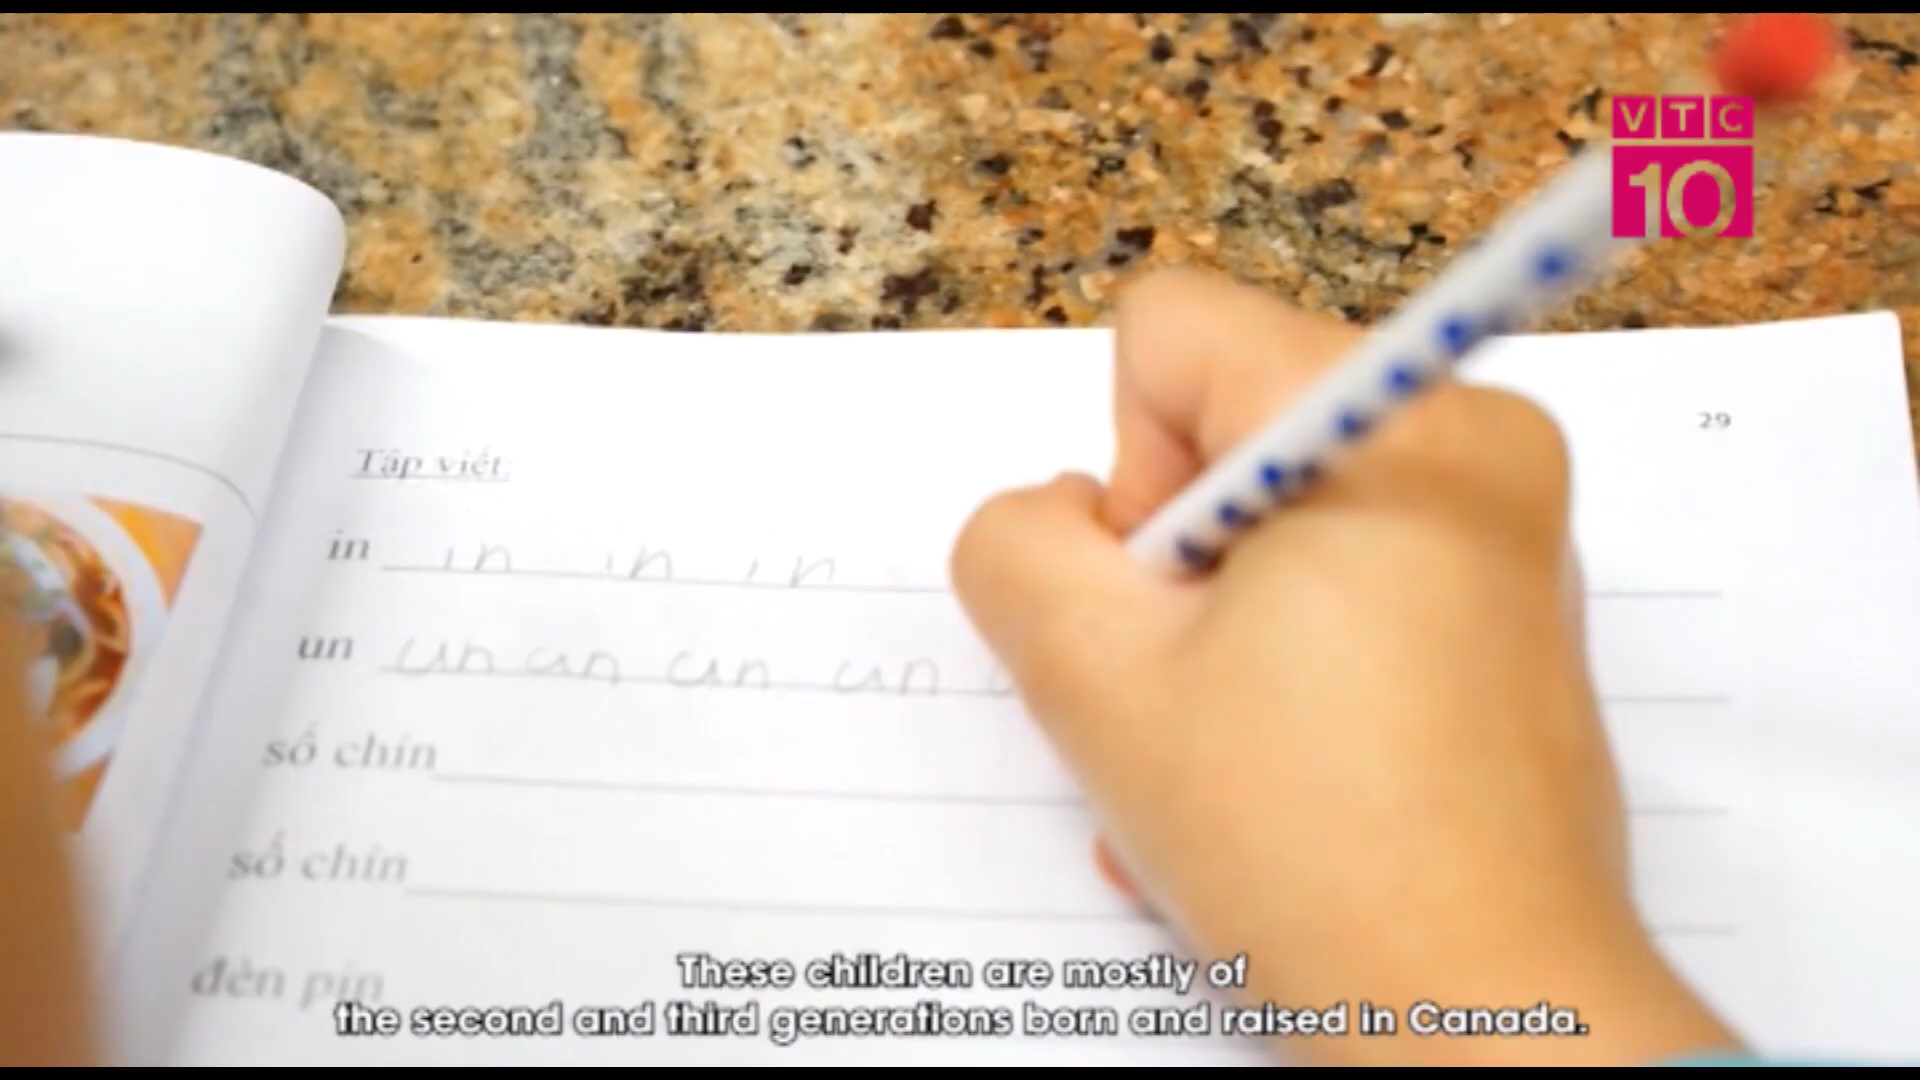 VTC
10
29
Tập viết:
in in in in
un un un un un
số chín
số chín
đèn pin
These children are mostly of
the second and third generations born and raised in Canada.